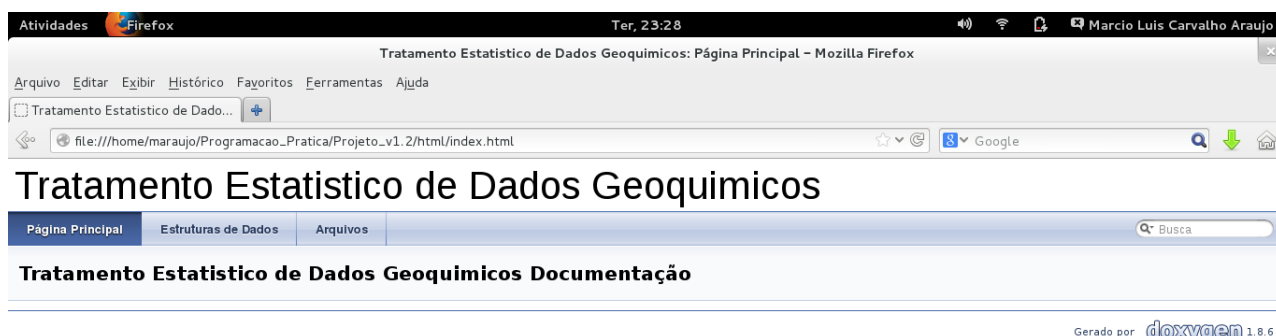 Atividades Firefox Ter, 23:28 Marcio Luis Carvalho Araujo
Tratamento Estatistico de Dados Geoquimicos: Página Principal - Mozilla Firefox
Arquivo Editar Exibir Histórico Favoritos Ferramentas Ajuda
Tratamento Estatistico de Dado...
file:///home/maraujo/Programacao_Pratica/Projeto_v1.2/html/index.html Google
Tratamento Estatistico de Dados Geoquimicos
Página Principal Estruturas de Dados Arquivos Busca
Tratamento Estatistico de Dados Geoquimicos Documentação
Gerado por doxygen 1.8.6